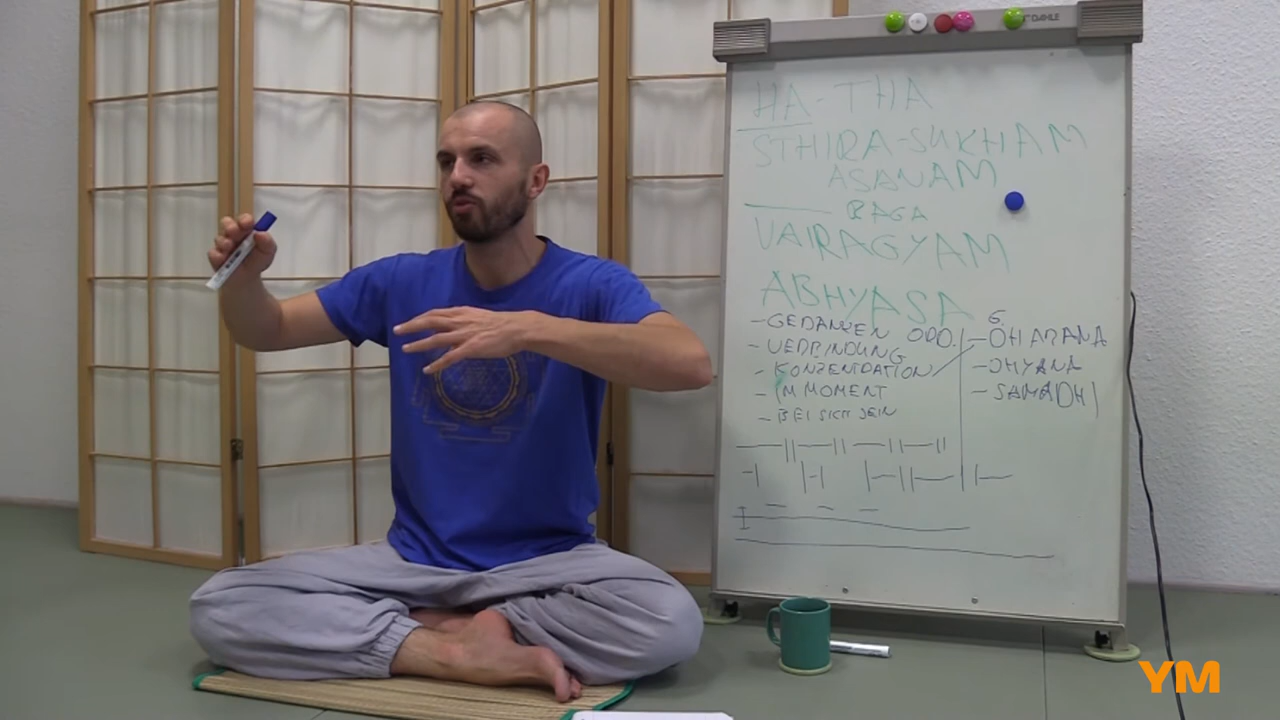 DAHLE
HA-THA
STHIRA-SUKHAM
ASANAM
RAGA
VAIRAGYAM
ABHYASA
-GEDANKEN ODD. 6 -DHARANA
-VERBINDUNG -DHYANA
-KONZENTRATION -SAMADHI
-IM MOMENT
-BEI SICH SEIN
YM